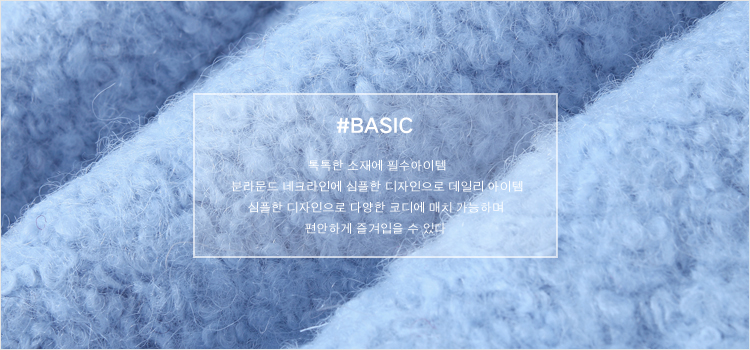 #BASIC
톡톡한 소재에 필수아이템
분라운드 네크라인에 심플한 디자인으로 데일리 아이템
심플한 디자인으로 다양한 코디에 매치 가능하며
편안하게 즐겨입을 수 있다